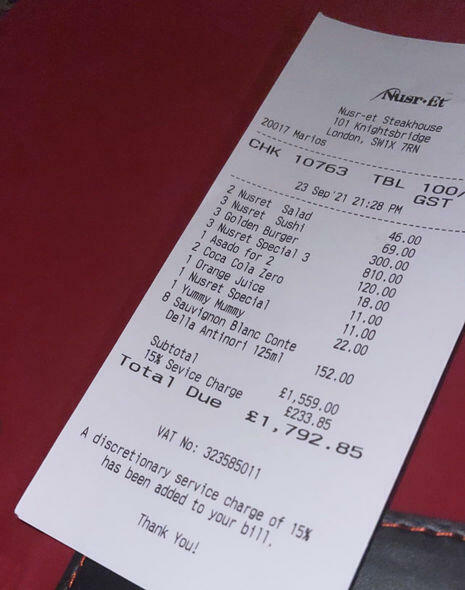 Nusr-Et
Nusr-et Steakhouse
101 Knightsbridge
London, SW1X 7RN
20017 Marios
CHK 10763 TBL 100/
GST
23 Sep'21 21:28 PM
2 Nusret Salad 46.00
3 Nusret Sushi 69.00
3 Golden Burger 300.00
3 Nusret Special 3 810.00
1 Asado for 2 120.00
2 Coca Cola Zero 18.00
1 Orange Juice 11.00
1 Nusret Special 11.00
1 Yummy Mummy 22.00
8 Sauvignon Blanc Conte
Della Antinori 125ml 152.00
Subtotal £1,559.00
15% Sevice Charge £233.85
Total Due £1,792.85
VAT No: 323585011
A discretionary service charge of 15%
has been added to your bill.
Thank You!